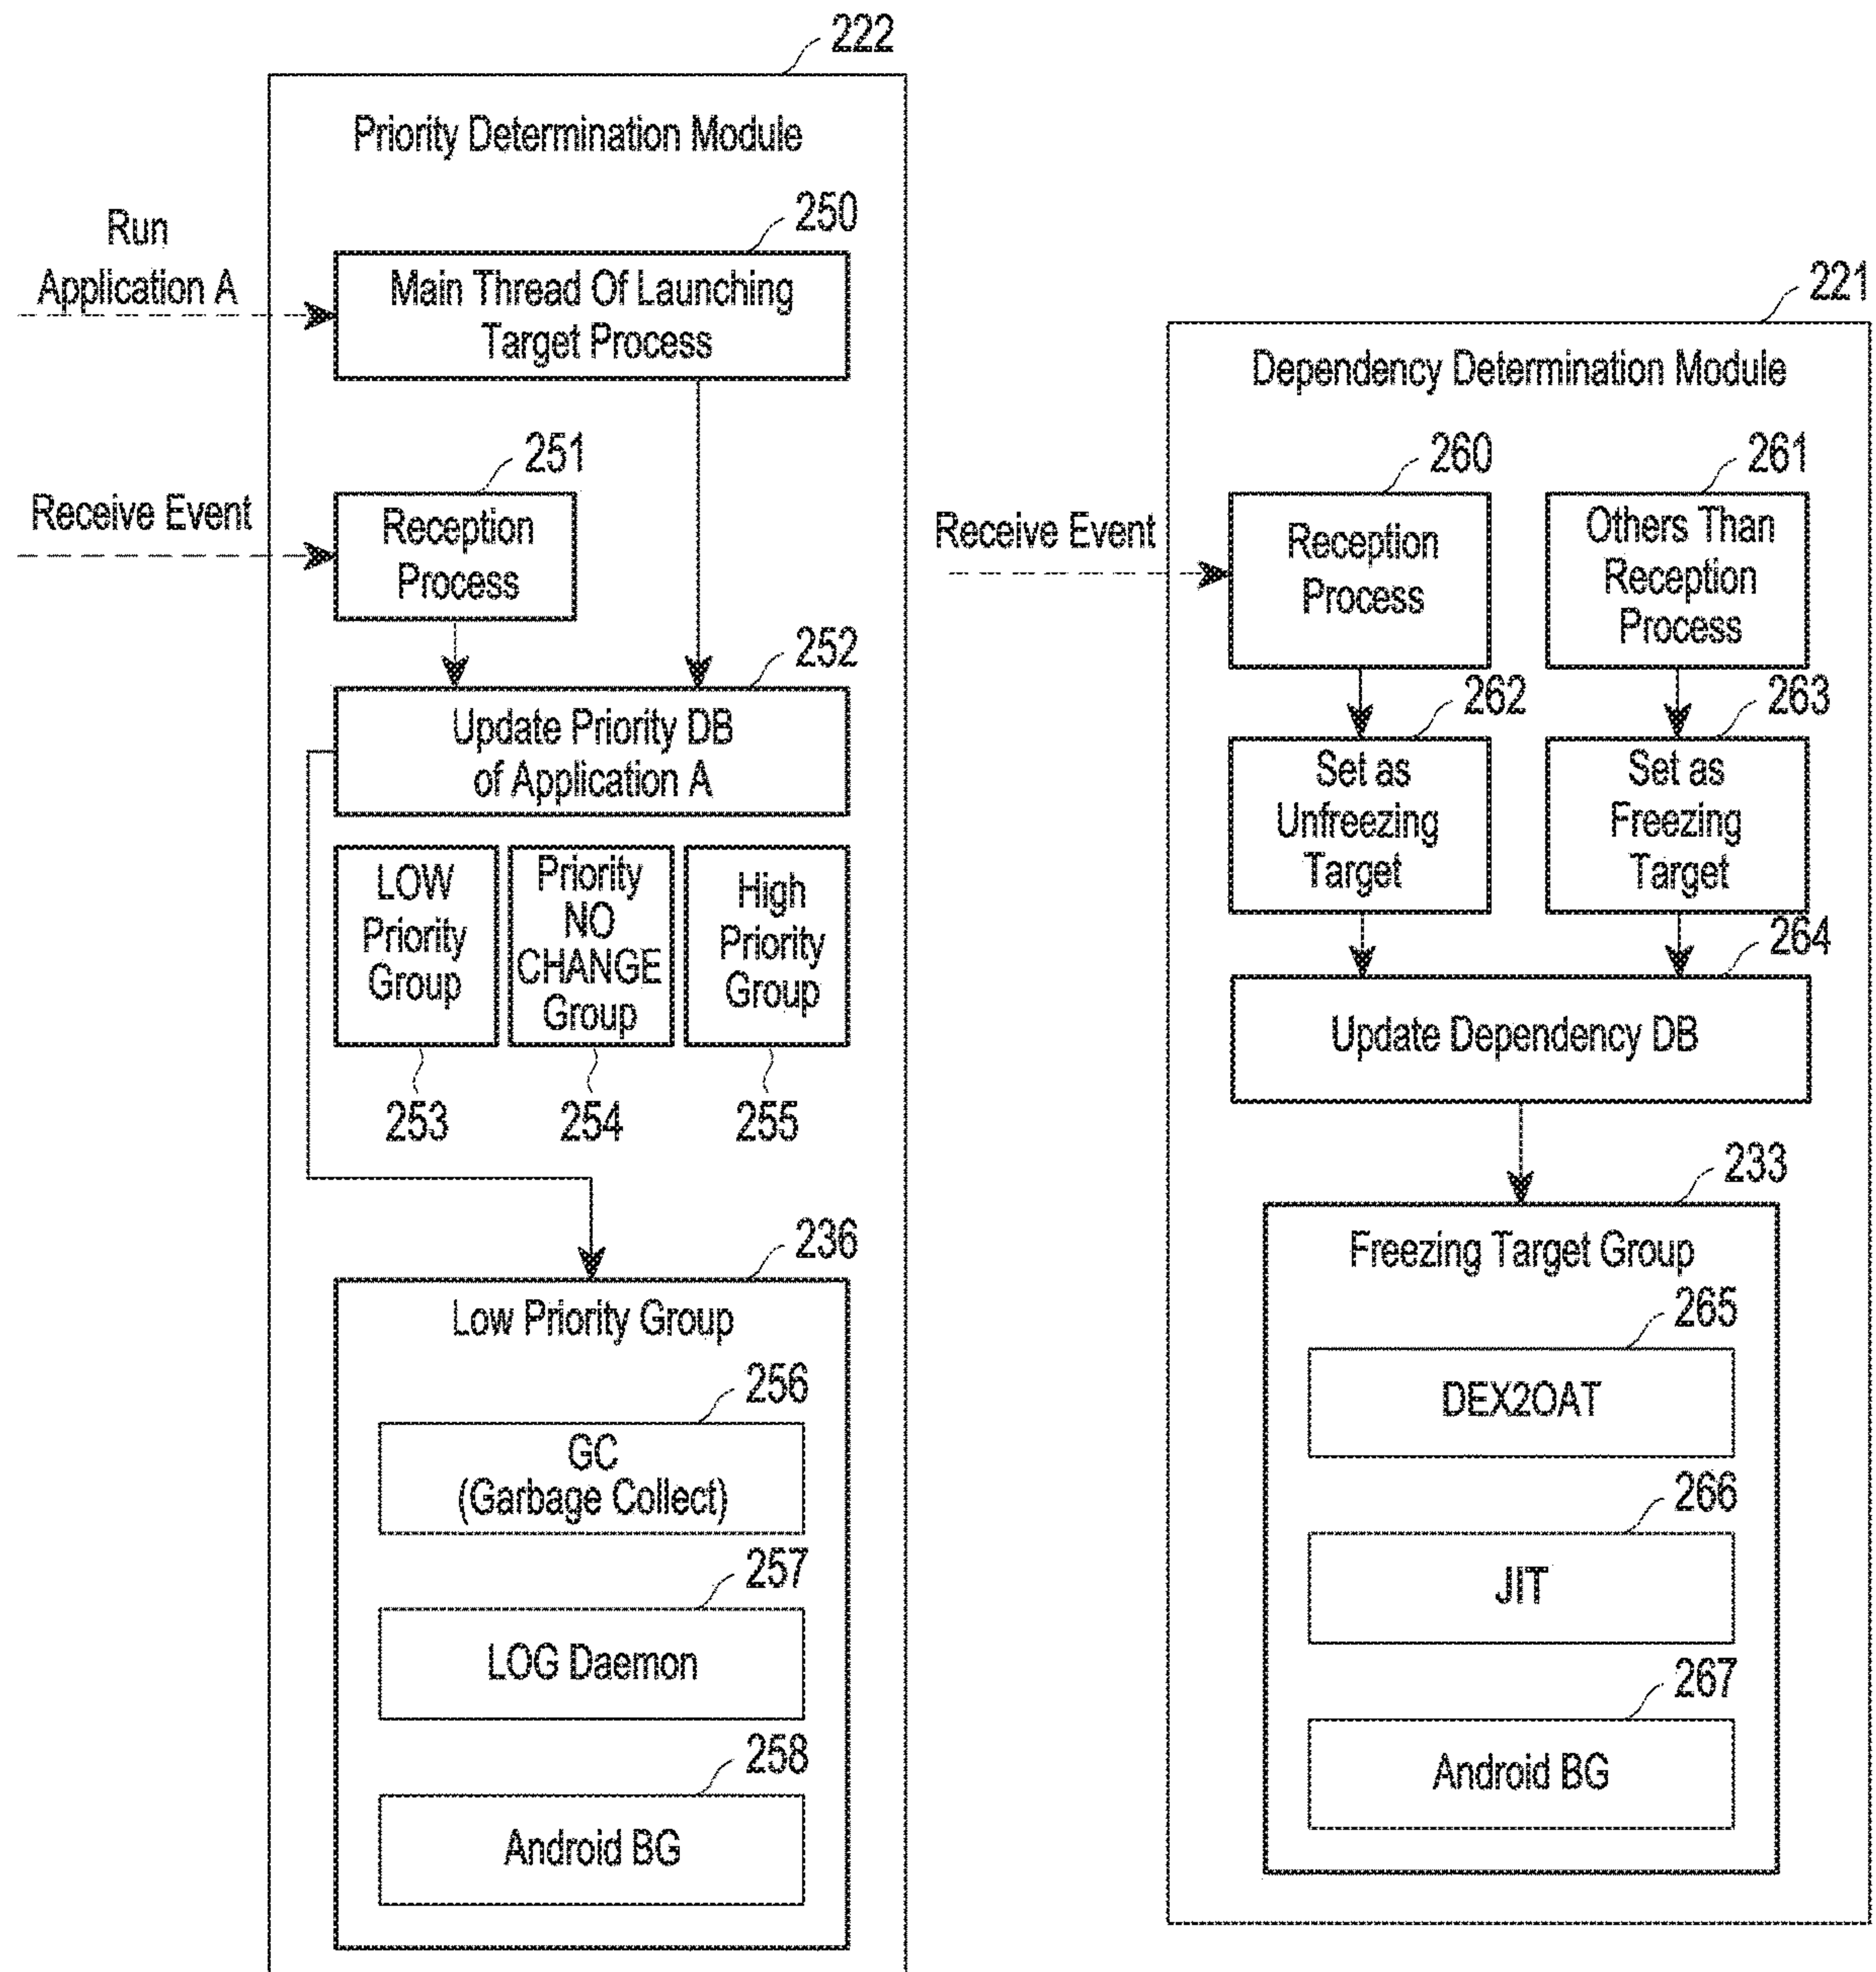 222
Priority Determination Module
250
Run
Application A
Main Thread Of Launching
Target Process
251
Receive Event
Reception
Process
252
Update Priority DB
of Application A
LOW
Priority
Group
Priority
NO
CHANGE
Group
High
Priority
Group
253
254
255
236
Low Priority Group
256
GC
(Garbage Collect)
257
LOG Daemon
258
Android BG
221
Dependency Determination Module
260
261
Receive Event
Reception
Process
Others Than
Reception
Process
262
263
Set as
Unfreezing
Target
Set as
Freezing
Target
264
Update Dependency DB
233
Freezing Target Group
265
DEX2OAT
266
JIT
267
Android BG